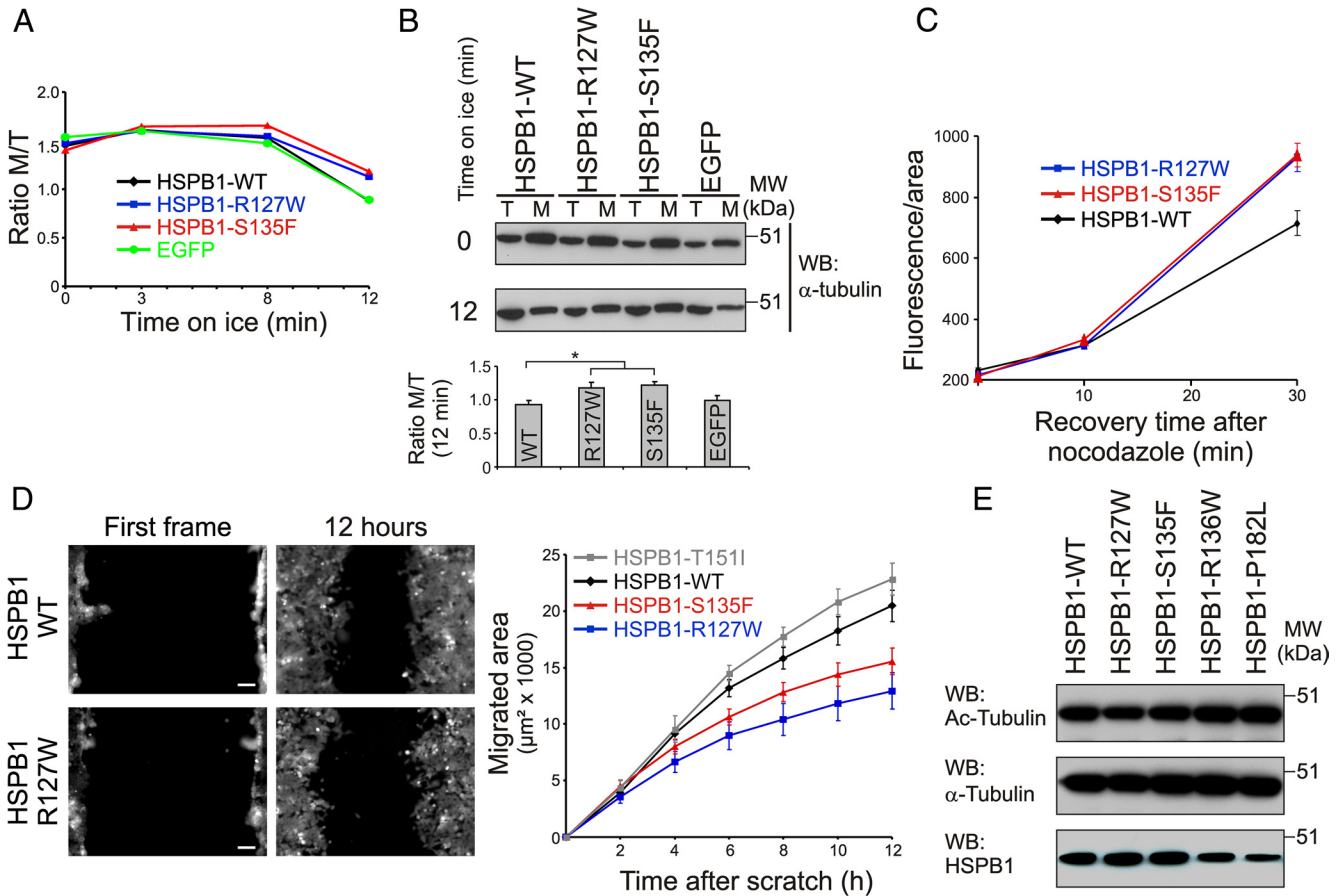 A
Ratio M/T
2.0
1.5
1.0
0.5
0
HSPB1-WT
HSPB1-R127W
HSPB1-S135F
EGFP
0 3 8 12
Time on ice (min)
B
Time on ice (min)
HSPB1-WT
HSPB1-R127W
HSPB1-S135F
EGFP
MW
(kDa)
T M T M T M T M
0
51
12
51
WB:
α-tubulin
Ratio M/T
(12 min)
1.5
1.0
0.5
0
*
WT
R127W
S135F
EGFP
C
Fluorescence/area
1000
800
600
400
200
HSPB1-R127W
HSPB1-S135F
HSPB1-WT
10 20 30
Recovery time after
nocodazole (min)
D
First frame
12 hours
HSPB1
WT
HSPB1
R127W
Migrated area
(µm² x 1000)
25
20
15
10
5
0
HSPB1-T151I
HSPB1-WT
HSPB1-S135F
HSPB1-R127W
2 4 6 8 10 12
Time after scratch (h)
E
HSPB1-WT
HSPB1-R127W
HSPB1-S135F
HSPB1-R136W
HSPB1-P182L
MW
(kDa)
WB:
Ac-Tubulin
51
WB:
α-Tubulin
51
WB:
HSPB1
51